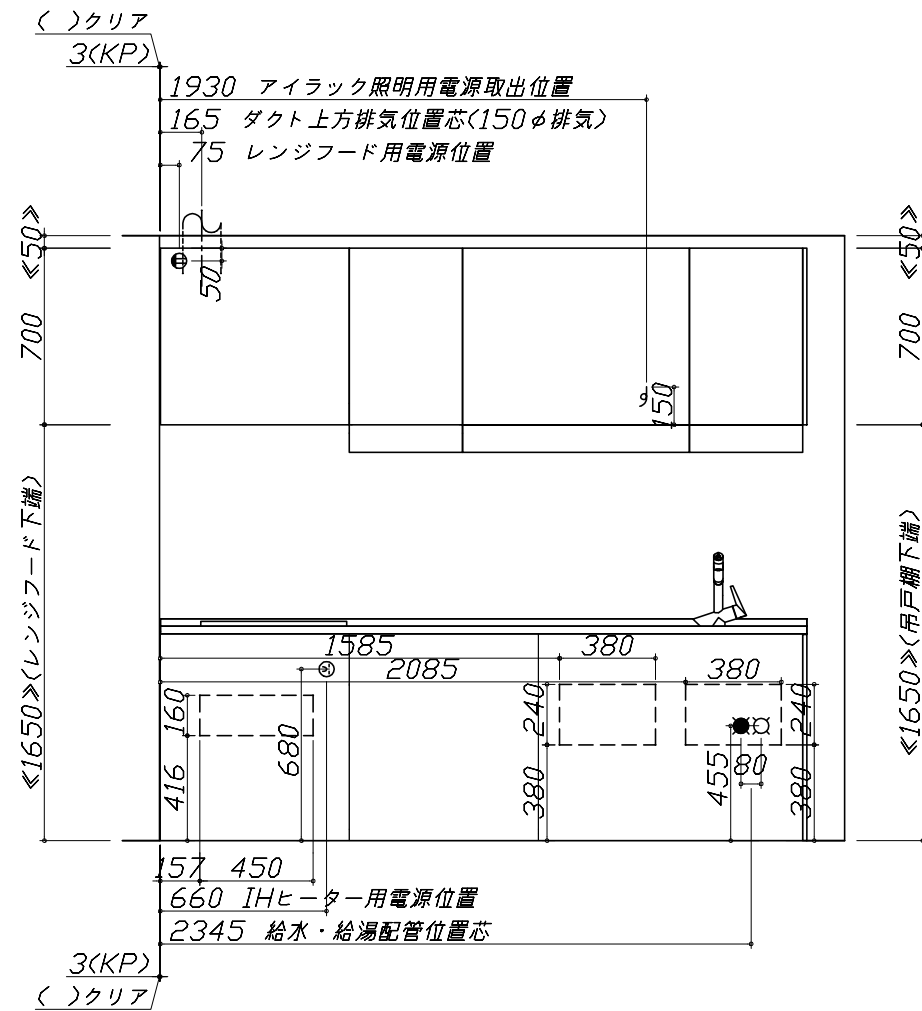 ( )クリア
3(KP)
1930 アイラック照明用電源取出位置
165 ダクト上方排気位置芯(150φ排気)
75 レンジフード用電源位置
≪50≫
≪50≫
50
700
700
150
≪1650≫(レンジフード下端)
≪1650≫(吊戸棚下端)
1585
380
2085
380
160
240
240
680
416
380
455
80
380
157
450
660 IHヒーター用電源位置
2345 給水・給湯配管位置芯
3(KP)
( )クリア